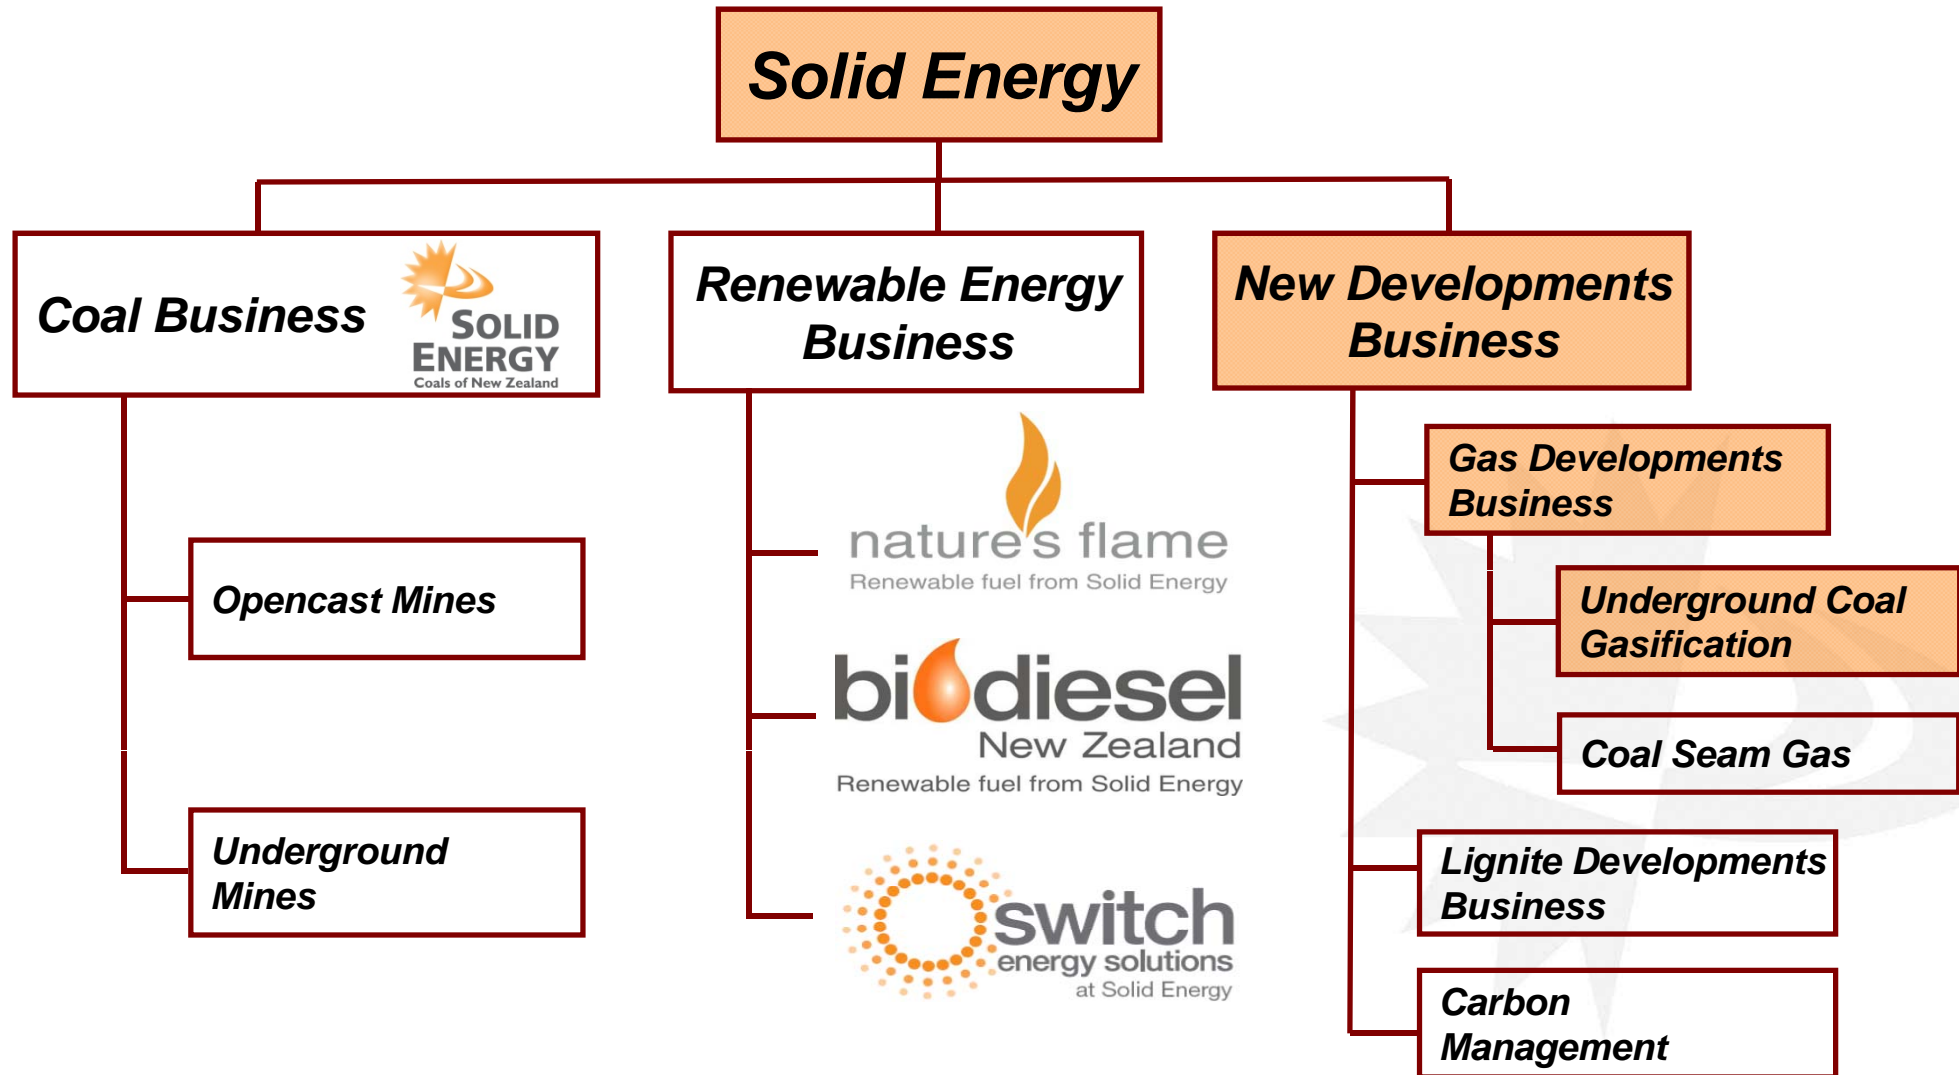 Solid Energy
Coal Business
SOLID
ENERGY
Coals of New Zealand
Opencast Mines
Underground
Mines
Renewable Energy
Business
nature's flame
Renewable fuel from Solid Energy
biodiesel
New Zealand
Renewable fuel from Solid Energy
switch
energy solutions
at Solid Energy
New Developments
Business
Gas Developments
Business
Underground Coal
Gasification
Coal Seam Gas
Lignite Developments
Business
Carbon
Management